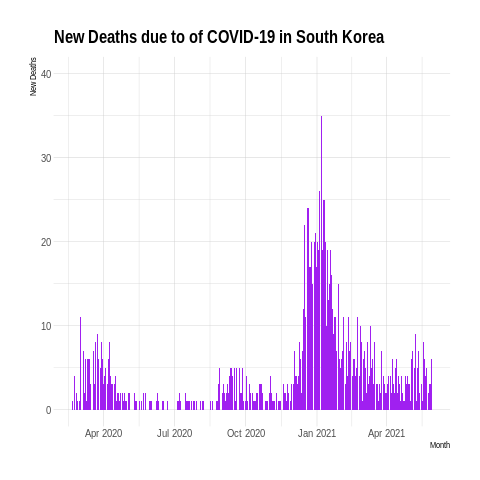 New Deaths due to of COVID-19 in South Korea
New Deaths
40
30
20
10
0
Apr 2020 Jul 2020 Oct 2020 Jan 2021 Apr 2021
Month